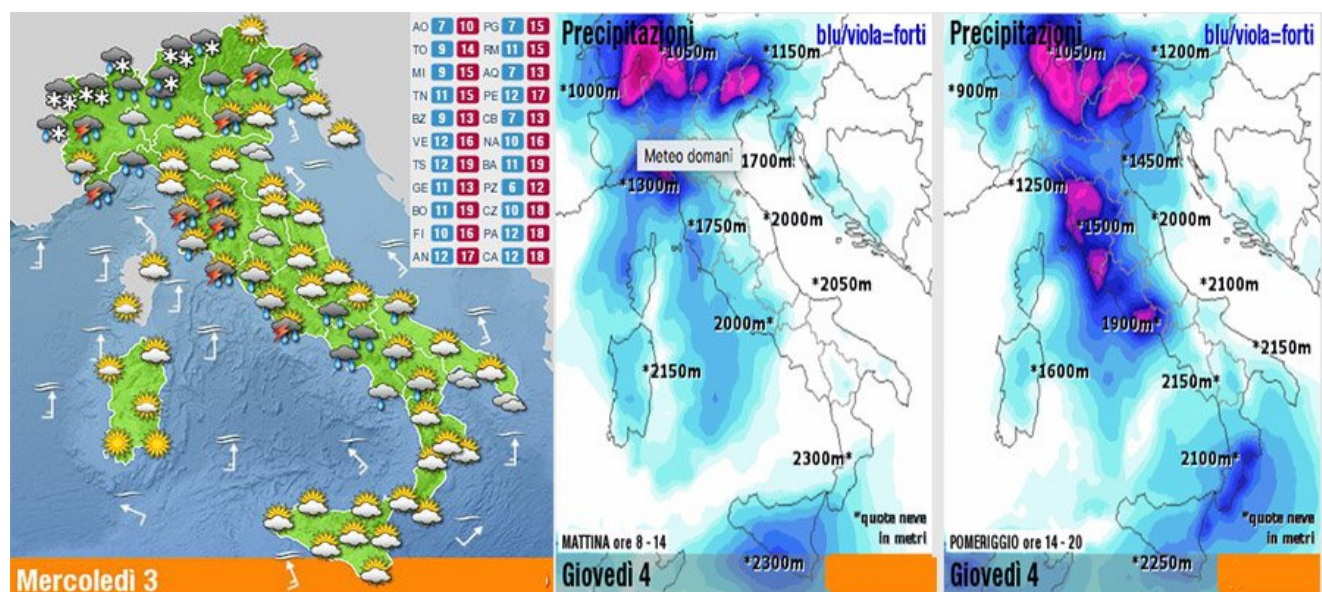 AO 7 10 PG 7 15
TO 9 14 RM 11 15
MI 9 15 AQ 7 13
TN 11 15 PE 12 17
BZ 9 13 CB 7 13
VE 12 16 NA 10 16
TS 12 19 BA 11 19
GE 11 13 PZ 6 12
BO 11 19 CZ 10 18
FI 10 16 PA 12 18
AN 12 17 CA 12 18
Mercoledì 3
Precipitazioni blu/viola=forti
*1050m *1150m
*1000m
Meteo domani
1700m
*1300m
*1750m
*2000m
*2050m
2000m*
*2150m
2300m*
*quote neve
in metri
MATTINA ore 8 - 14
*2300m
Giovedì 4
Precipitazioni blu/viola=forti
*1050m *1200m
*900m
*1450m
*1250m
*1500m
*2000m
*2100m
1900m*
*2150m
*1600m
2150m*
2100m*
*quote neve
in metri
POMERIGGIO ore 14 - 20
*2250m
Giovedì 4